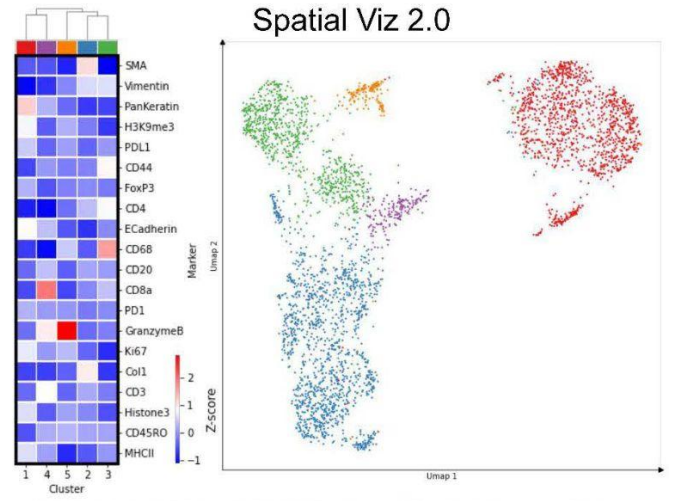 Spatial Viz 2.0
SMA
Vimentin
PanKeratin
H3K9me3
PDL1
CD44
FoxP3
CD4
ECadherin
CD68
CD20
CD8a
PD1
GranzymeB
Ki67
Col1
CD3
Histone3
CD45RO
MHCII
Marker
1 4 5 2 3
Cluster
Z-score
2
1
0
−1
Umap 2
Umap 1